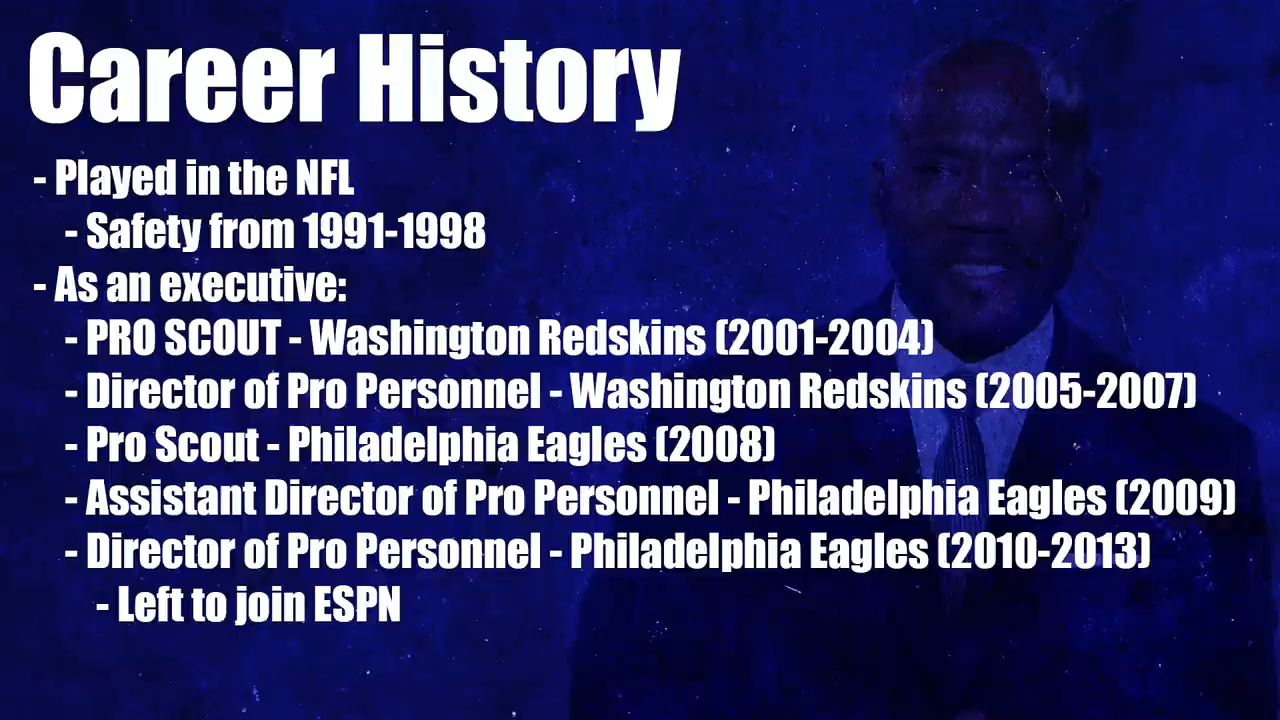 Career History
- Played in the NFL
- Safety from 1991-1998
- As an executive:
- PRO SCOUT - Washington Redskins (2001-2004)
- Director of Pro Personnel - Washington Redskins (2005-2007)
- Pro Scout - Philadelphia Eagles (2008)
- Assistant Director of Pro Personnel - Philadelphia Eagles (2009)
- Director of Pro Personnel - Philadelphia Eagles (2010-2013)
- Left to join ESPN